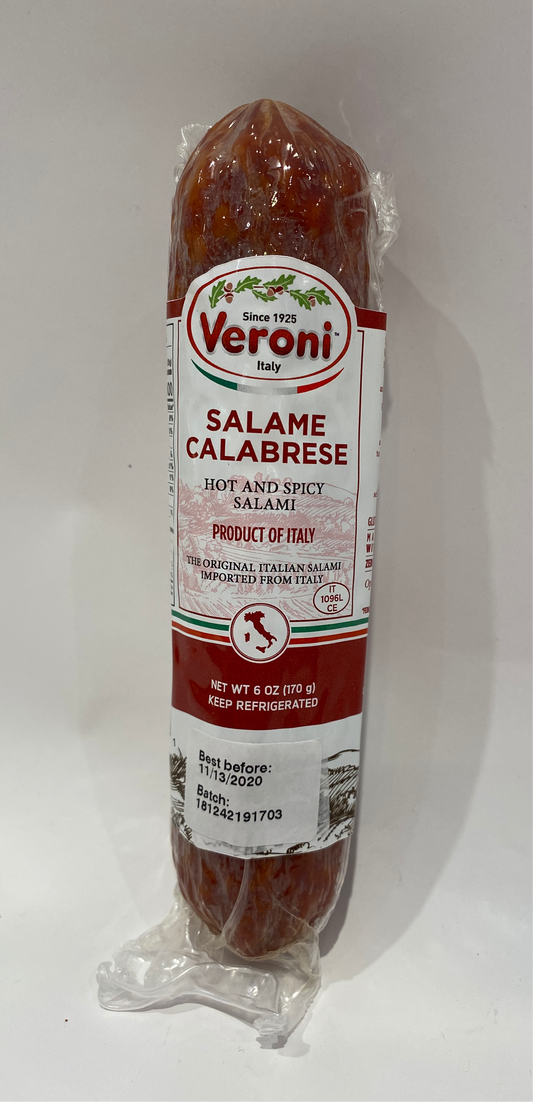 Since 1925
Veroni™
Italy
SALAME
CALABRESE
HOT AND SPICY
SALAMI
PRODUCT OF ITALY
THE ORIGINAL ITALIAN SALAMI
IMPORTED FROM ITALY
IT
1096L
CE
NET WT 6 OZ (170 g)
KEEP REFRIGERATED
Best before:
11/13/2020
Batch:
181242191703